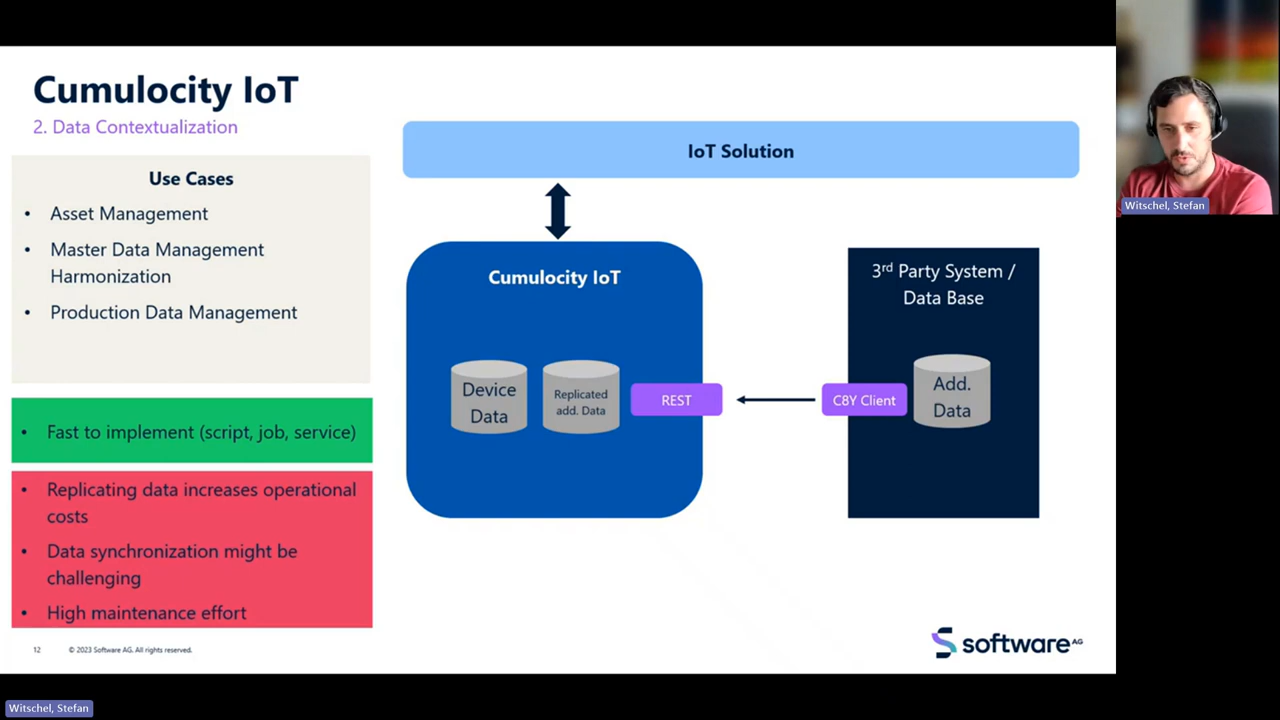 Cumulocity IoT
2. Data Contextualization
Use Cases
• Asset Management
• Master Data Management
Harmonization
• Production Data Management
• Fast to implement (script, job, service)
• Replicating data increases operational
costs
• Data synchronization might be
challenging
• High maintenance effort
IoT Solution
Cumulocity IoT
Device
Data
Replicated
add. Data
REST
C8Y Client
3rd Party System /
Data Base
Add.
Data
12
© 2023 Software AG. All rights reserved.
software AG
Witschel, Stefan
Witschel, Stefan